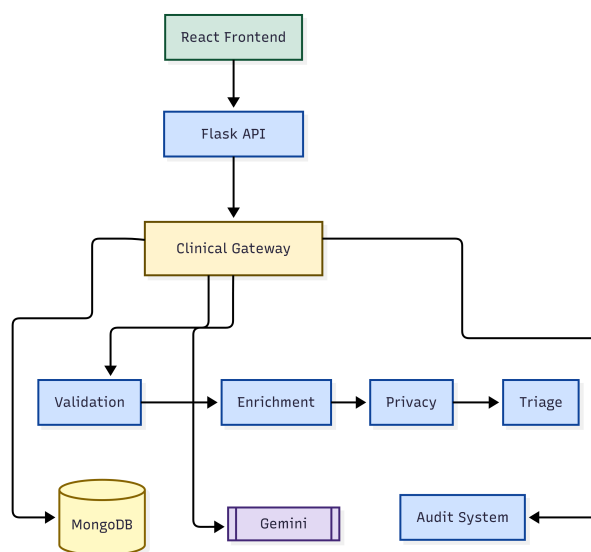 React Frontend
Flask API
Clinical Gateway
Validation
Enrichment
Privacy
Triage
MongoDB
Gemini
Audit System